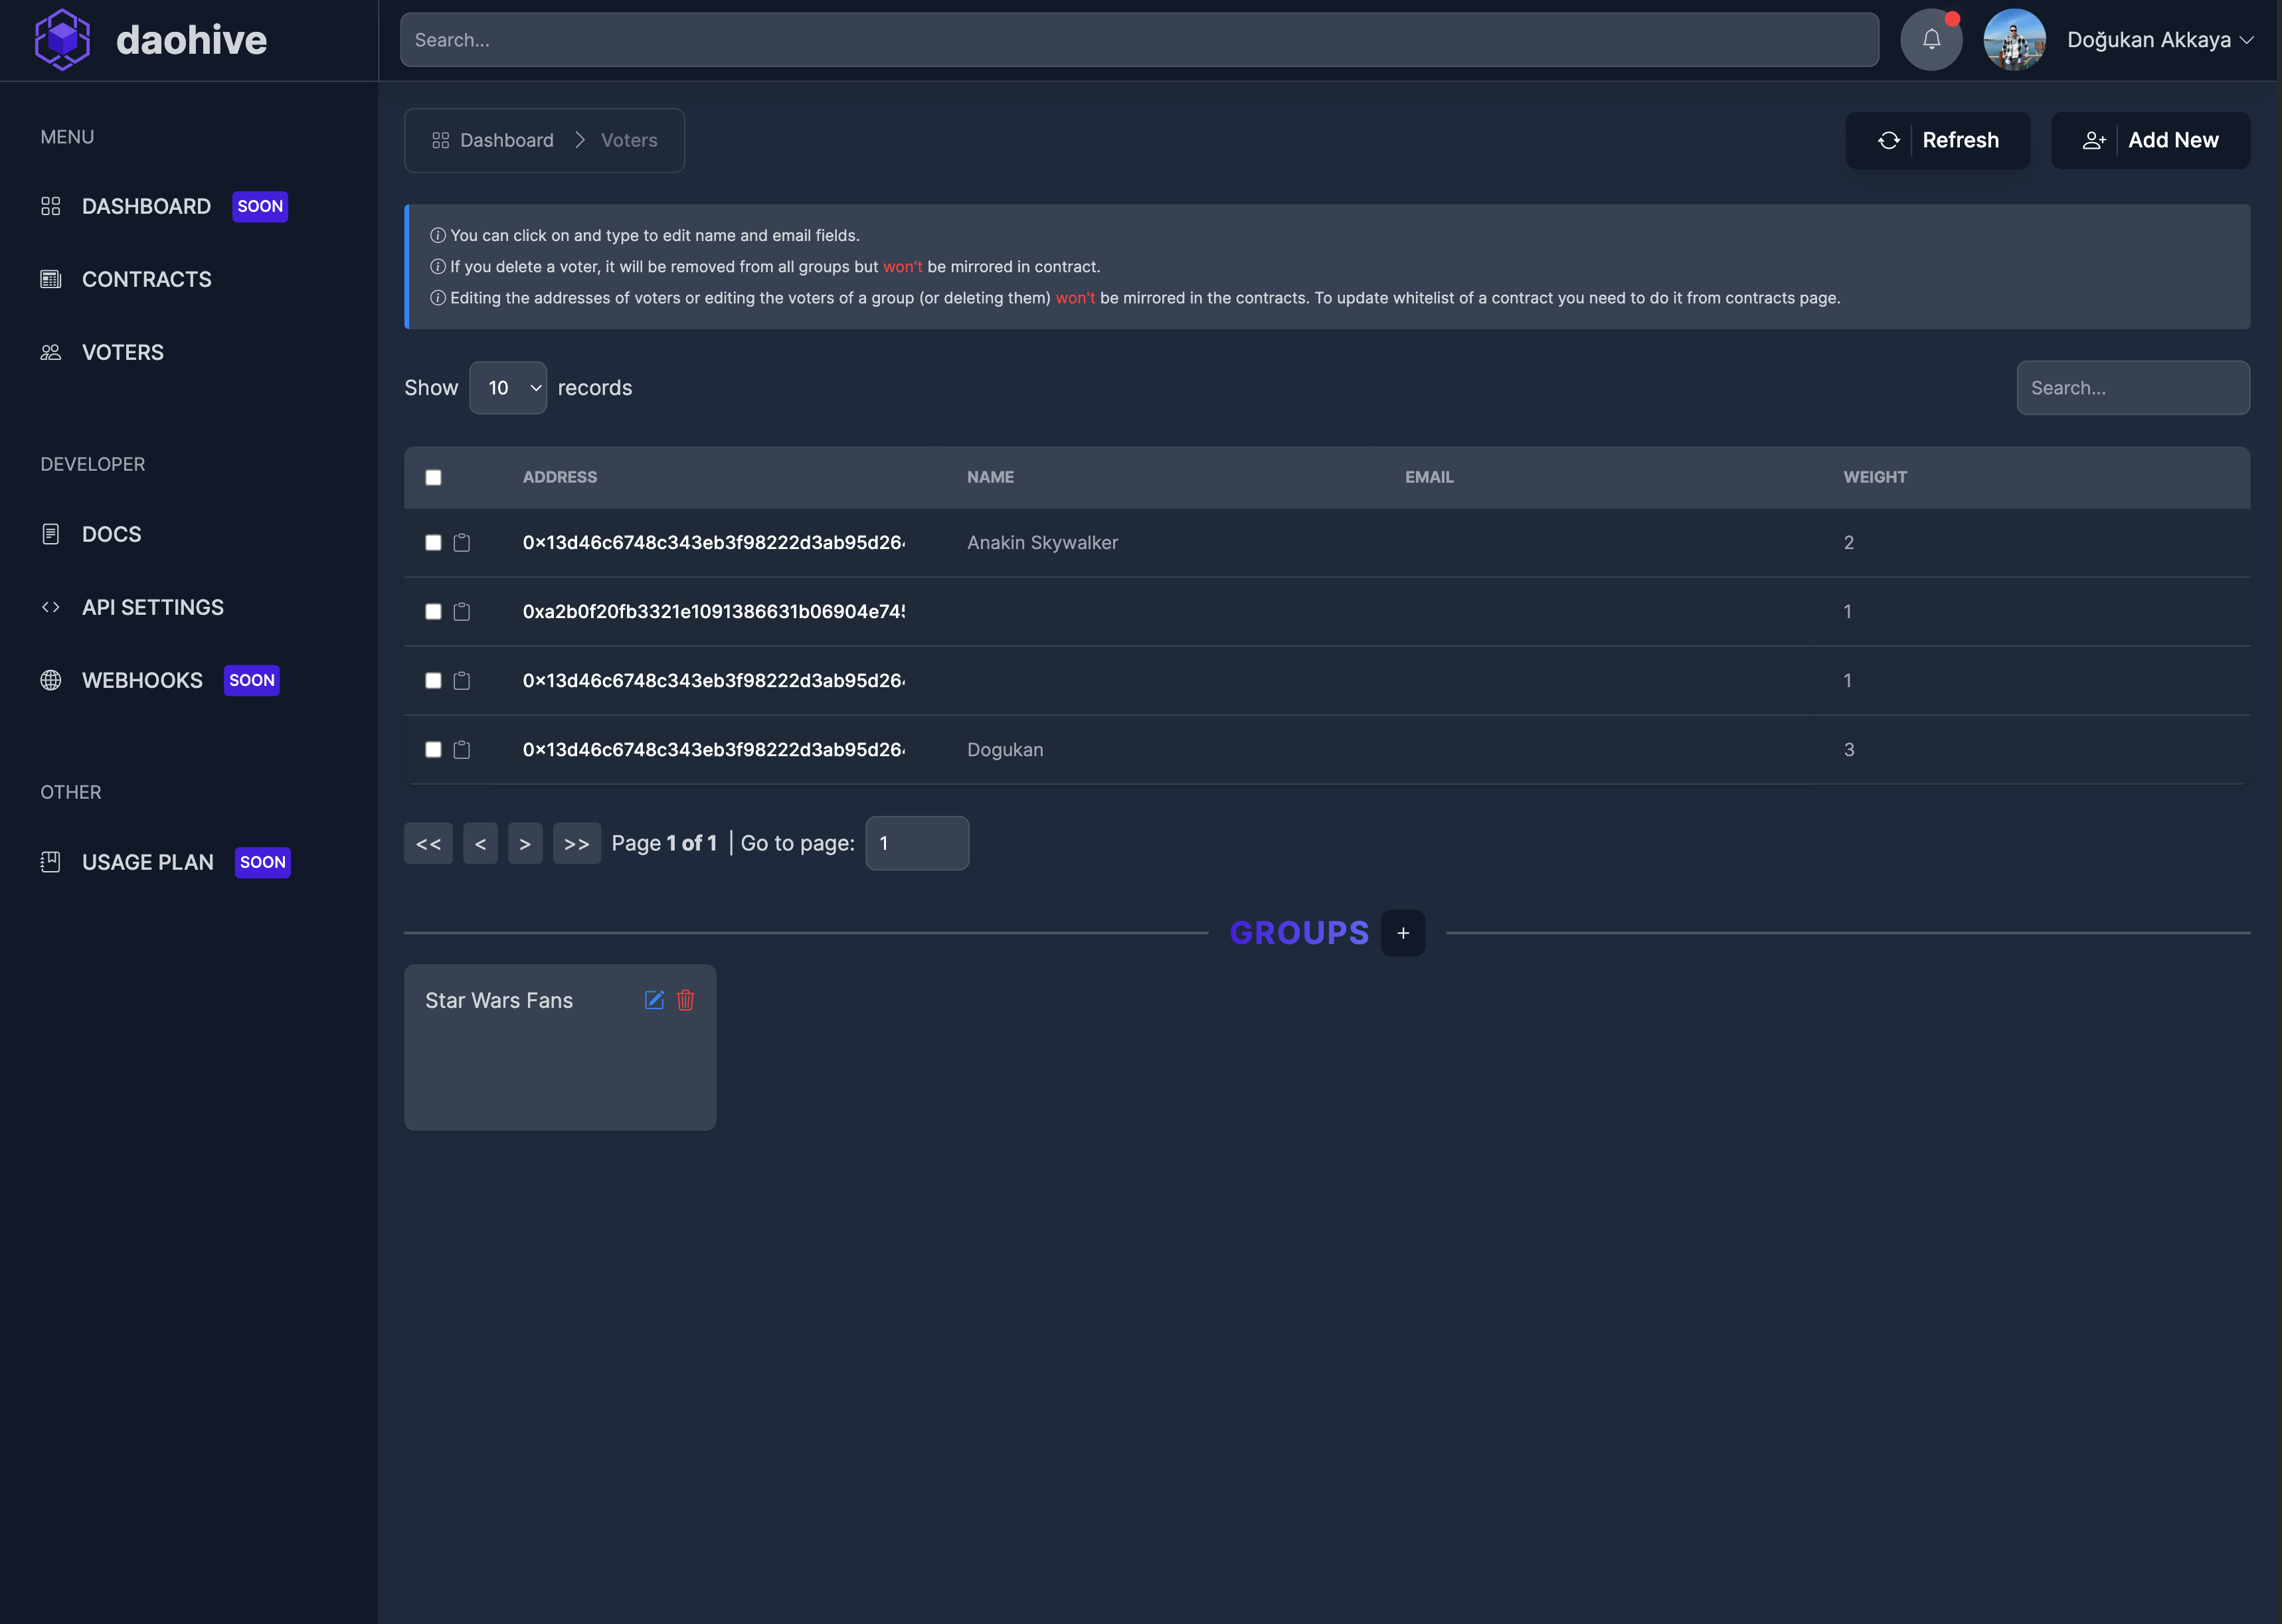 daohive
Search...
Doğukan Akkaya
MENU
DASHBOARD SOON
CONTRACTS
VOTERS
DEVELOPER
DOCS
API SETTINGS
WEBHOOKS SOON
OTHER
USAGE PLAN SOON
Dashboard > Voters
Refresh
Add New
You can click on and type to edit name and email fields.
If you delete a voter, it will be removed from all groups but won't be mirrored in contract.
Editing the addresses of voters or editing the voters of a group (or deleting them) won't be mirrored in the contracts. To update whitelist of a contract you need to do it from contracts page.
Show 10 records
Search...
ADDRESS NAME EMAIL WEIGHT
0x13d46c6748c343eb3f98222d3ab95d26 Anakin Skywalker 2
0xa2b0f20fb3321e1091386631b06904e745 1
0x13d46c6748c343eb3f98222d3ab95d26 1
0x13d46c6748c343eb3f98222d3ab95d26 Dogukan 3
<< < > >> Page 1 of 1 | Go to page: 1
GROUPS +
Star Wars Fans